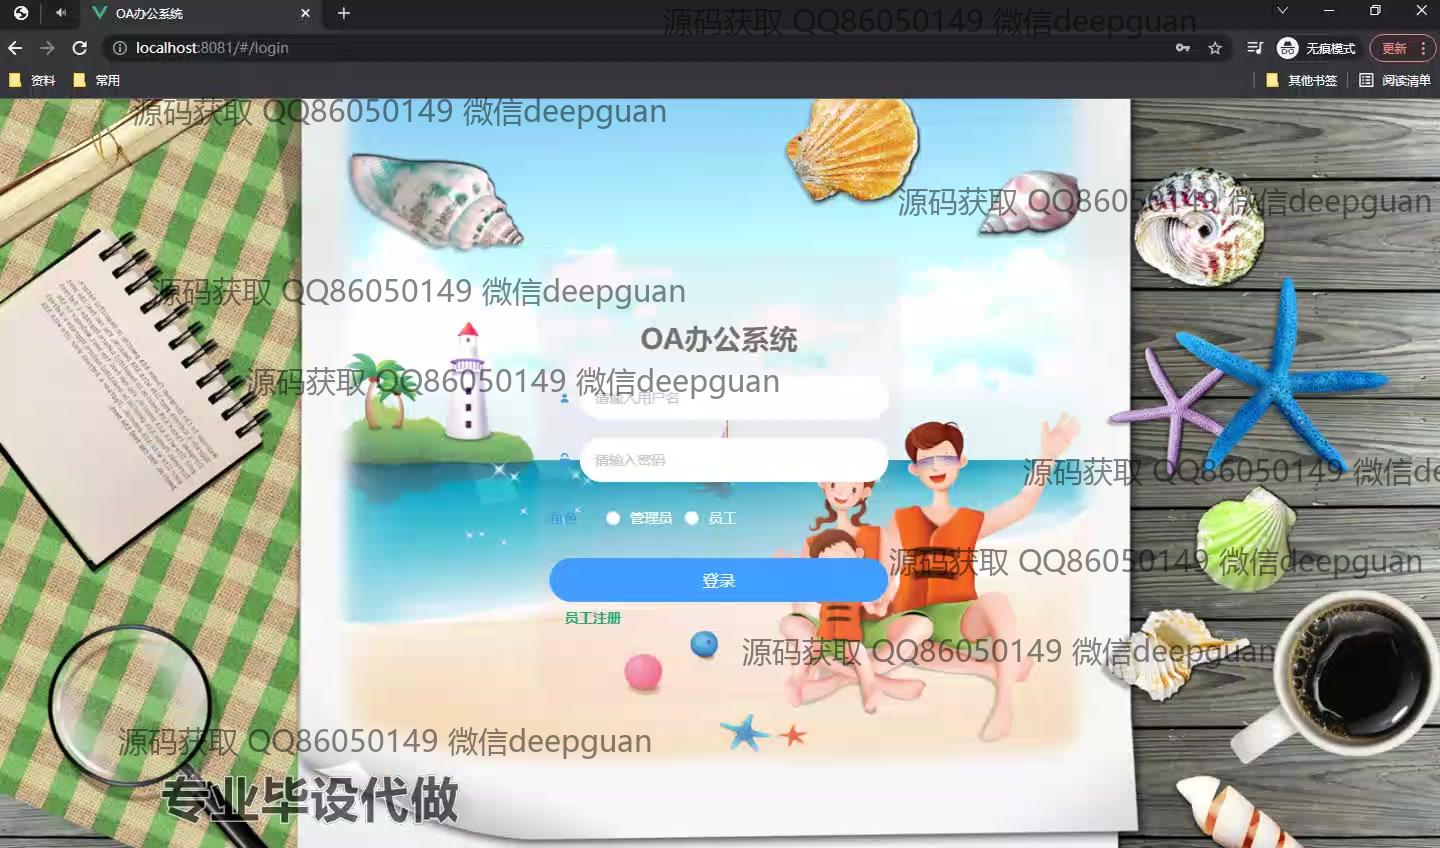 OA办公系统
源码获取 QQ86050149 微信deepguan
localhost:8081/#/login
无痕模式
更新
资料
常用
其他书签
阅读清单
源码获取 QQ86050149 微信deepguan
源码获取 QQ86050149 微信deepguan
源码获取 QQ86050149 微信deepguan
OA办公系统
源码获取 QQ86050149 微信deepguan
请输入用户名
请输入密码
源码获取 QQ86050149 微信de
角色 管理员 员工
源码获取 QQ86050149 微信deepguan
登录
员工注册
源码获取 QQ86050149 微信deepguan
源码获取 QQ86050149 微信deepguan
专业毕设代做